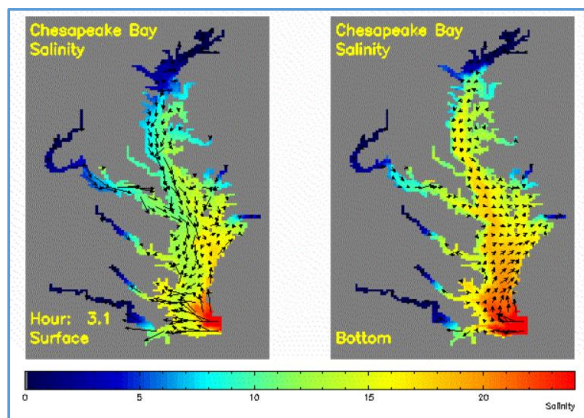 Chesapeake Bay
Salinity
Hour: 3.1
Surface
Chesapeake Bay
Salinity
Bottom
0 5 10 15 20
Salinity